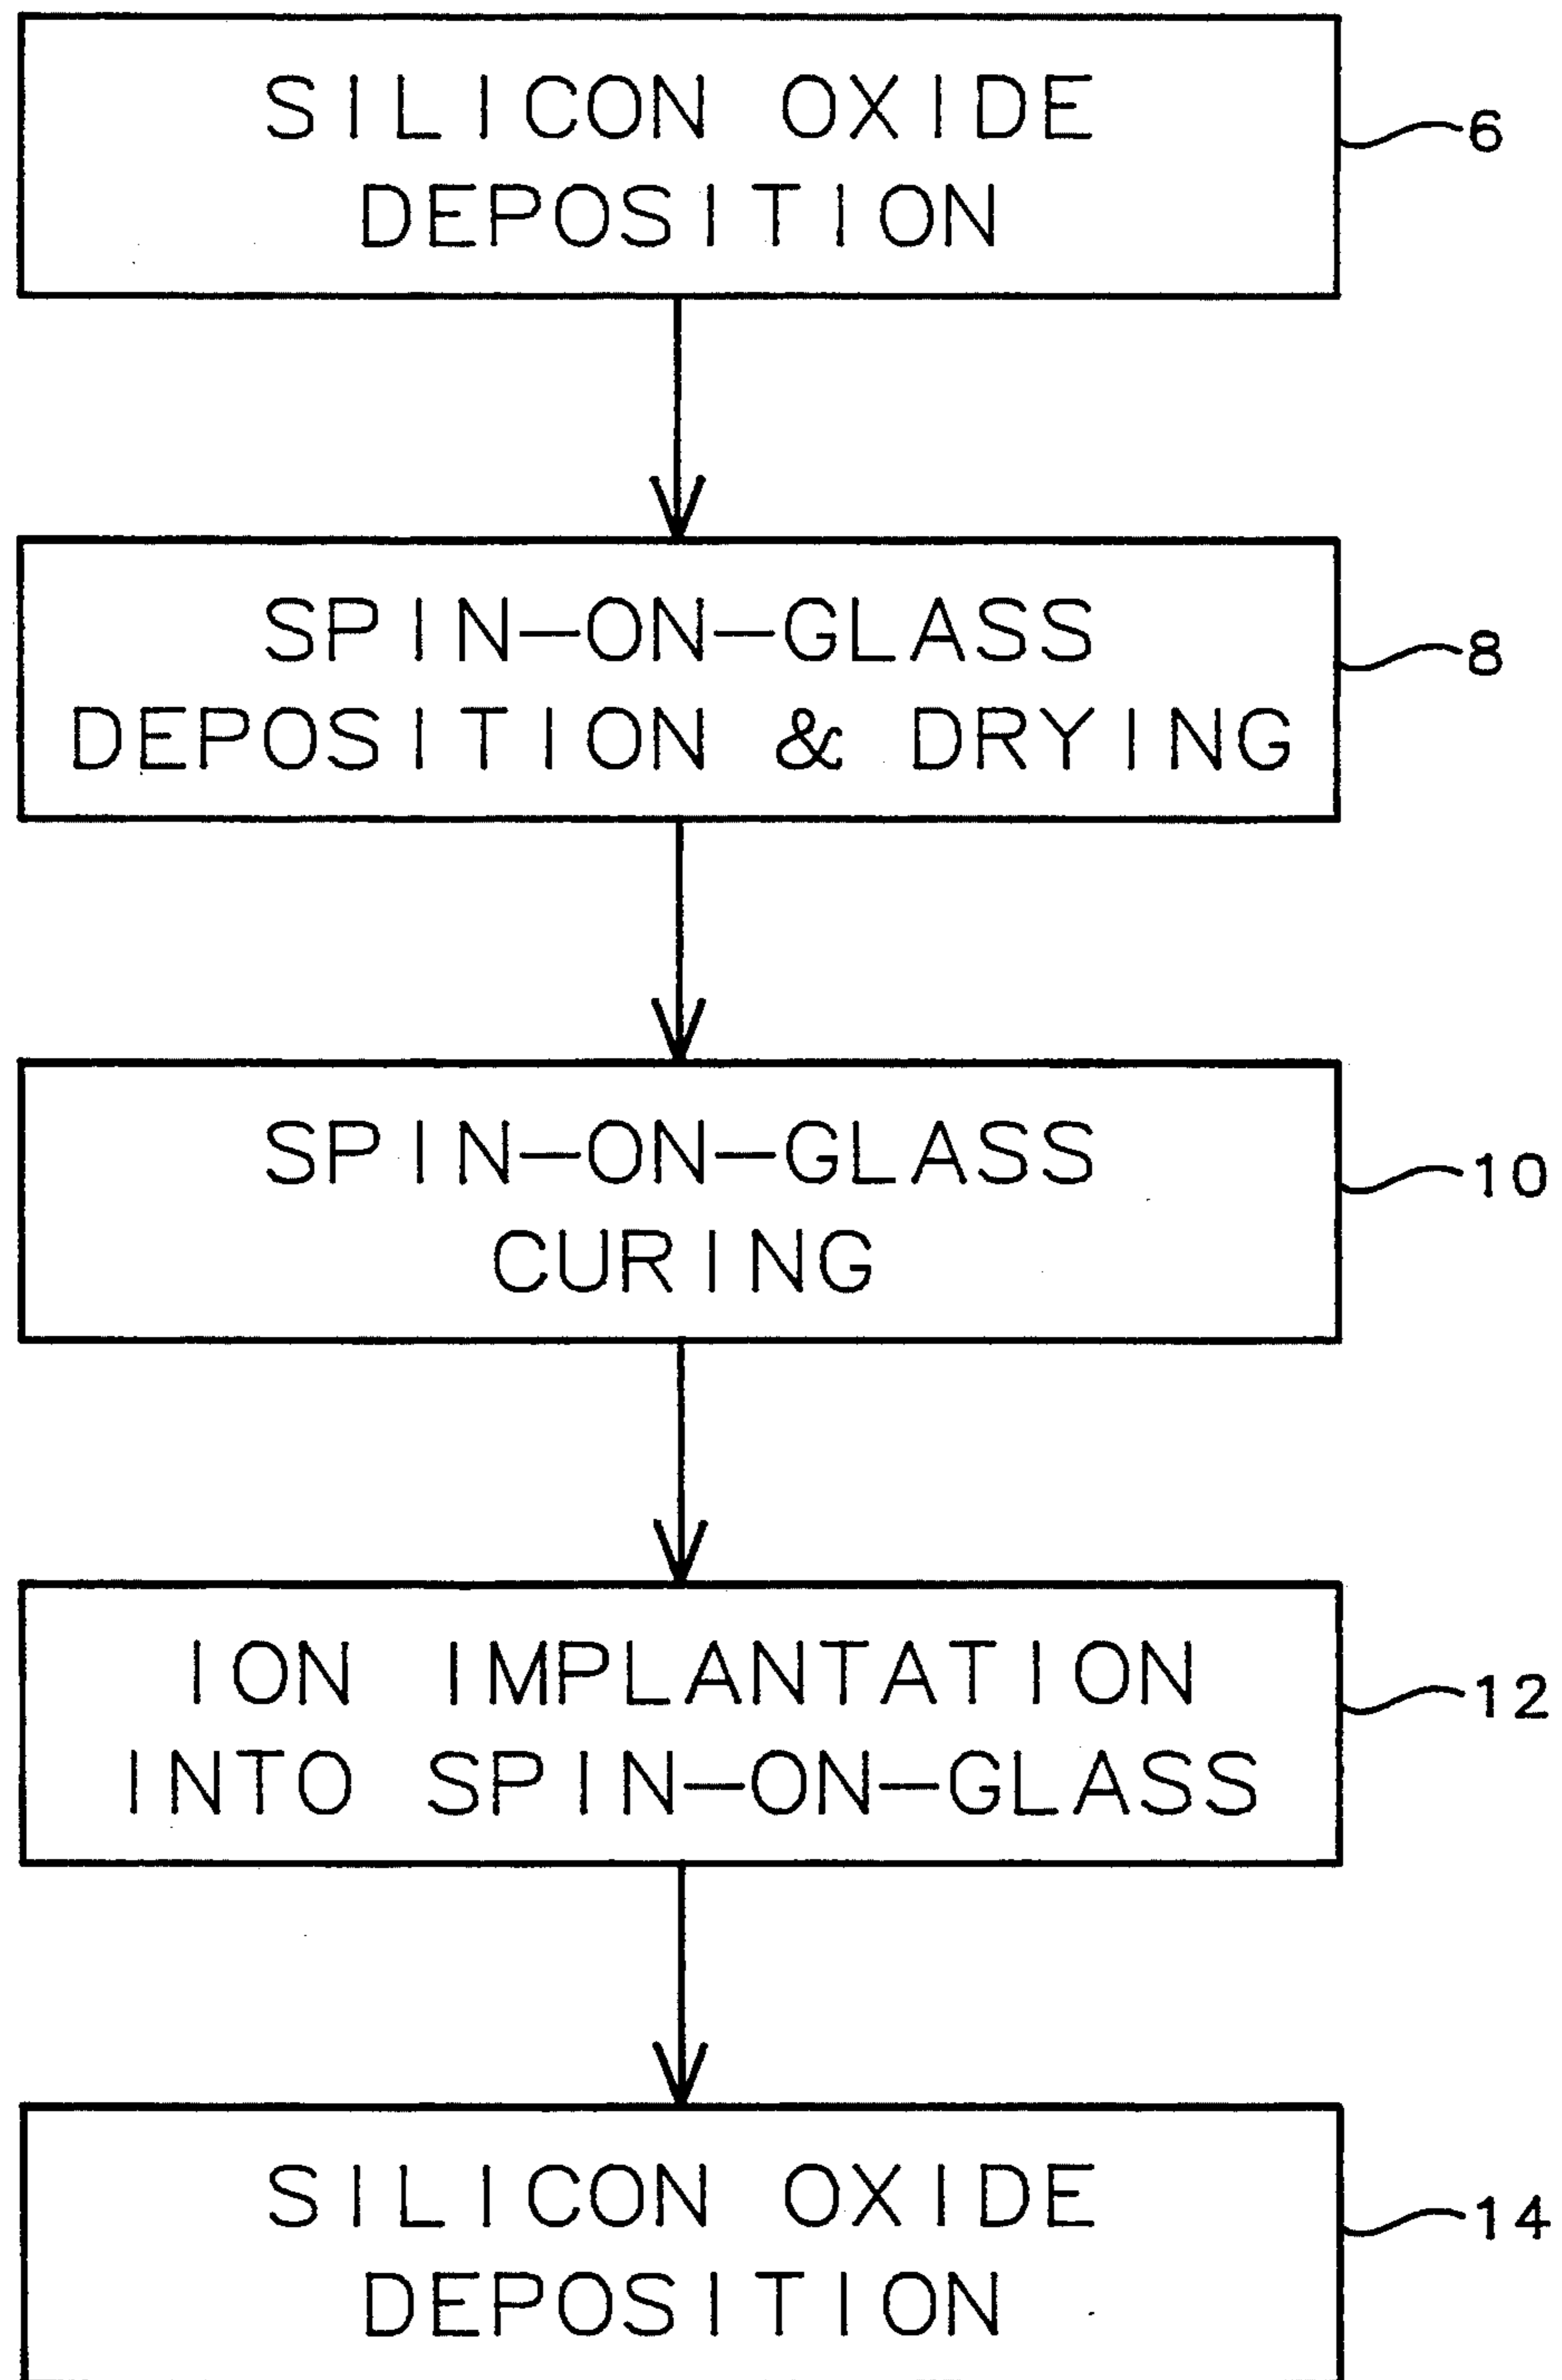 SILICON OXIDE
DEPOSITION
6
SPIN-ON-GLASS
DEPOSITION & DRYING
8
SPIN-ON-GLASS
CURING
10
ION IMPLANTATION
INTO SPIN-ON-GLASS
12
SILICON OXIDE
DEPOSITION
14